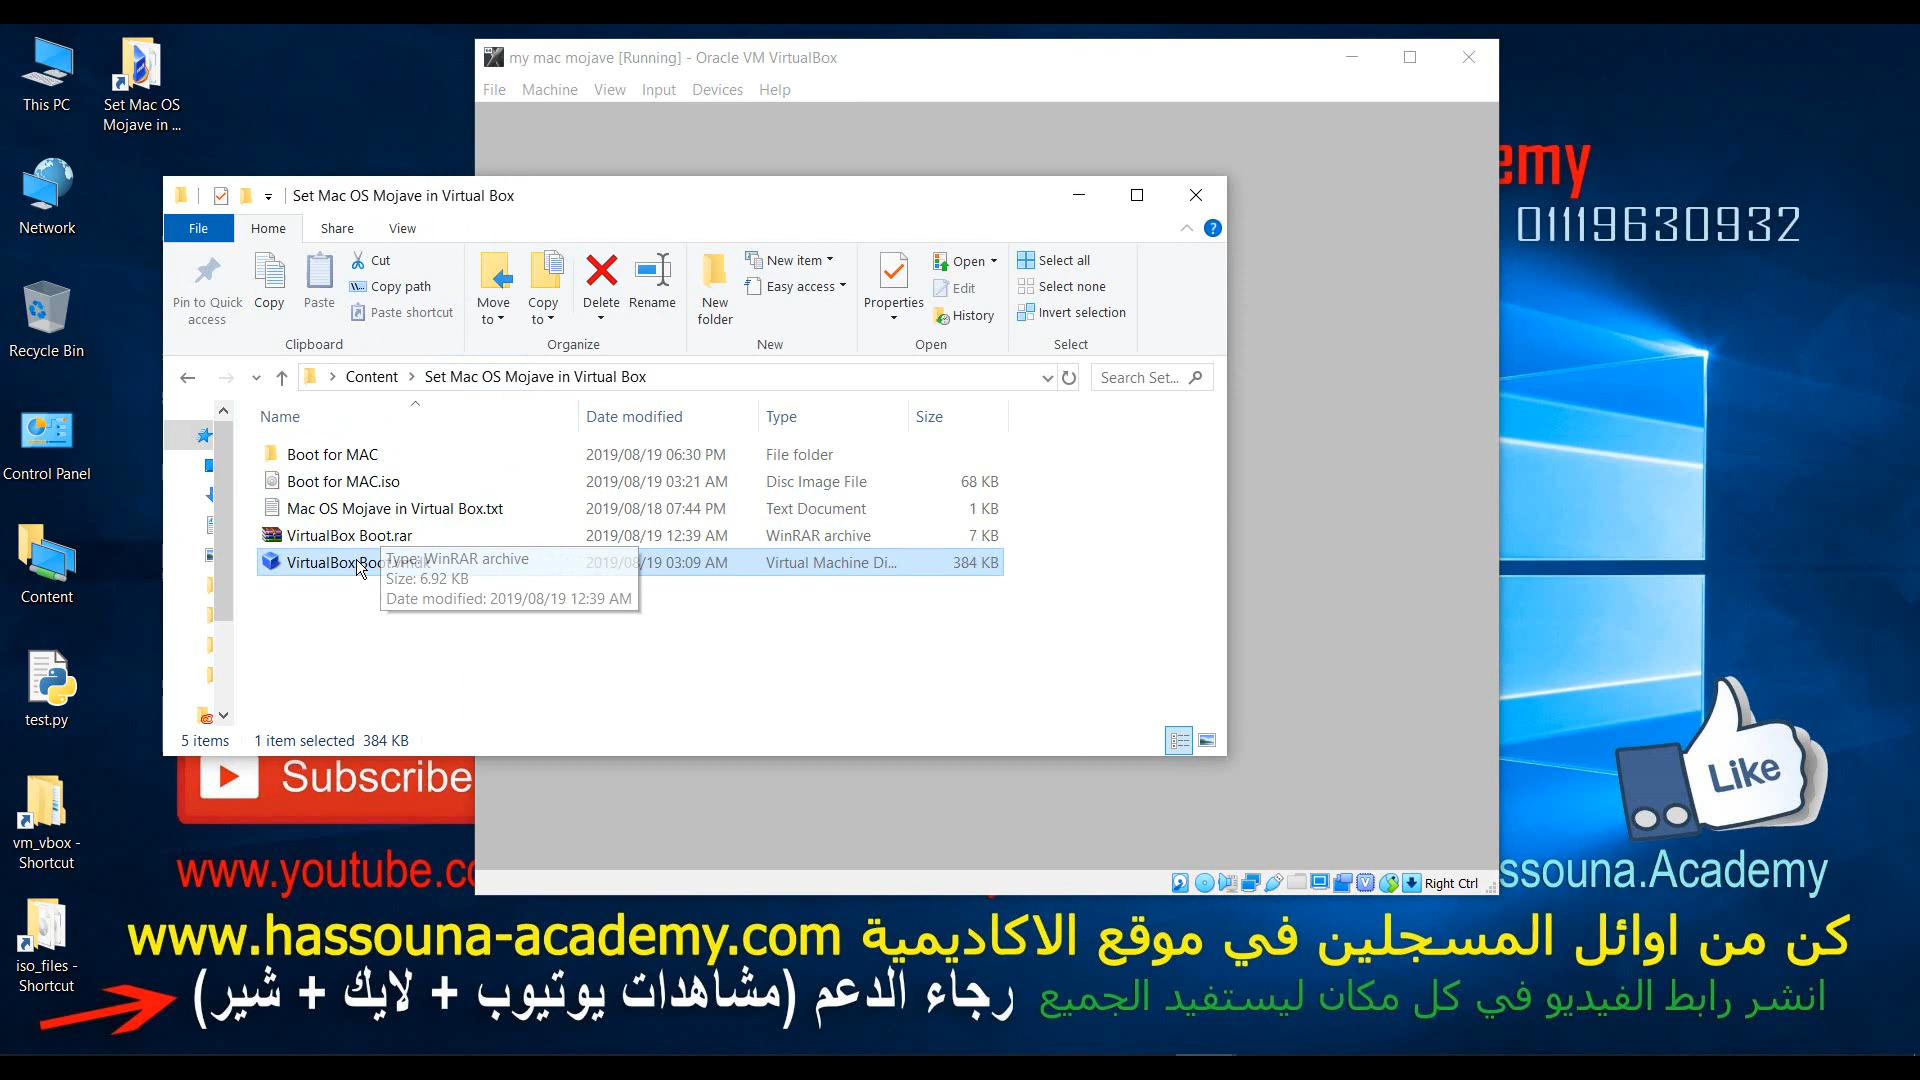 This PC
Set Mac OS
Mojave in ...
Network
Recycle Bin
Control Panel
Content
test.py
vm_vbox -
Shortcut
iso_files -
Shortcut
my mac mojave [Running] - Oracle VM VirtualBox
File Machine View Input Devices Help
Set Mac OS Mojave in Virtual Box
File Home Share View
Pin to Quick
access
Copy
Paste
Cut
Copy path
Paste shortcut
Clipboard
Move
to
Copy
to
Delete
Rename
Organize
New
folder
New item
Easy access
New
Properties
Open
Edit
History
Open
Select all
Select none
Invert selection
Select
Content > Set Mac OS Mojave in Virtual Box
Search Set...
Name Date modified Type Size
Boot for MAC 2019/08/19 06:30 PM File folder
Boot for MAC.iso 2019/08/19 03:21 AM Disc Image File 68 KB
Mac OS Mojave in Virtual Box.txt 2019/08/18 07:44 PM Text Document 1 KB
VirtualBox Boot.rar 2019/08/19 12:39 AM WinRAR archive 7 KB
VirtualBox Boot.vmdk 2019/08/19 03:09 AM Virtual Machine Di... 384 KB
Type: WinRAR archive
Size: 6.92 KB
Date modified: 2019/08/19 12:39 AM
5 items 1 item selected 384 KB
Right Ctrl
emy
01119630932
Subscribe
Like
www.youtube.co
ssouna.Academy
www.hassouna-academy.com كن من اوائل المسجلين في موقع الاكاديمية
رجاء الدعم (مشاهدات يوتيوب + لايك + شير)
انشر رابط الفيديو في كل مكان ليستفيد الجميع